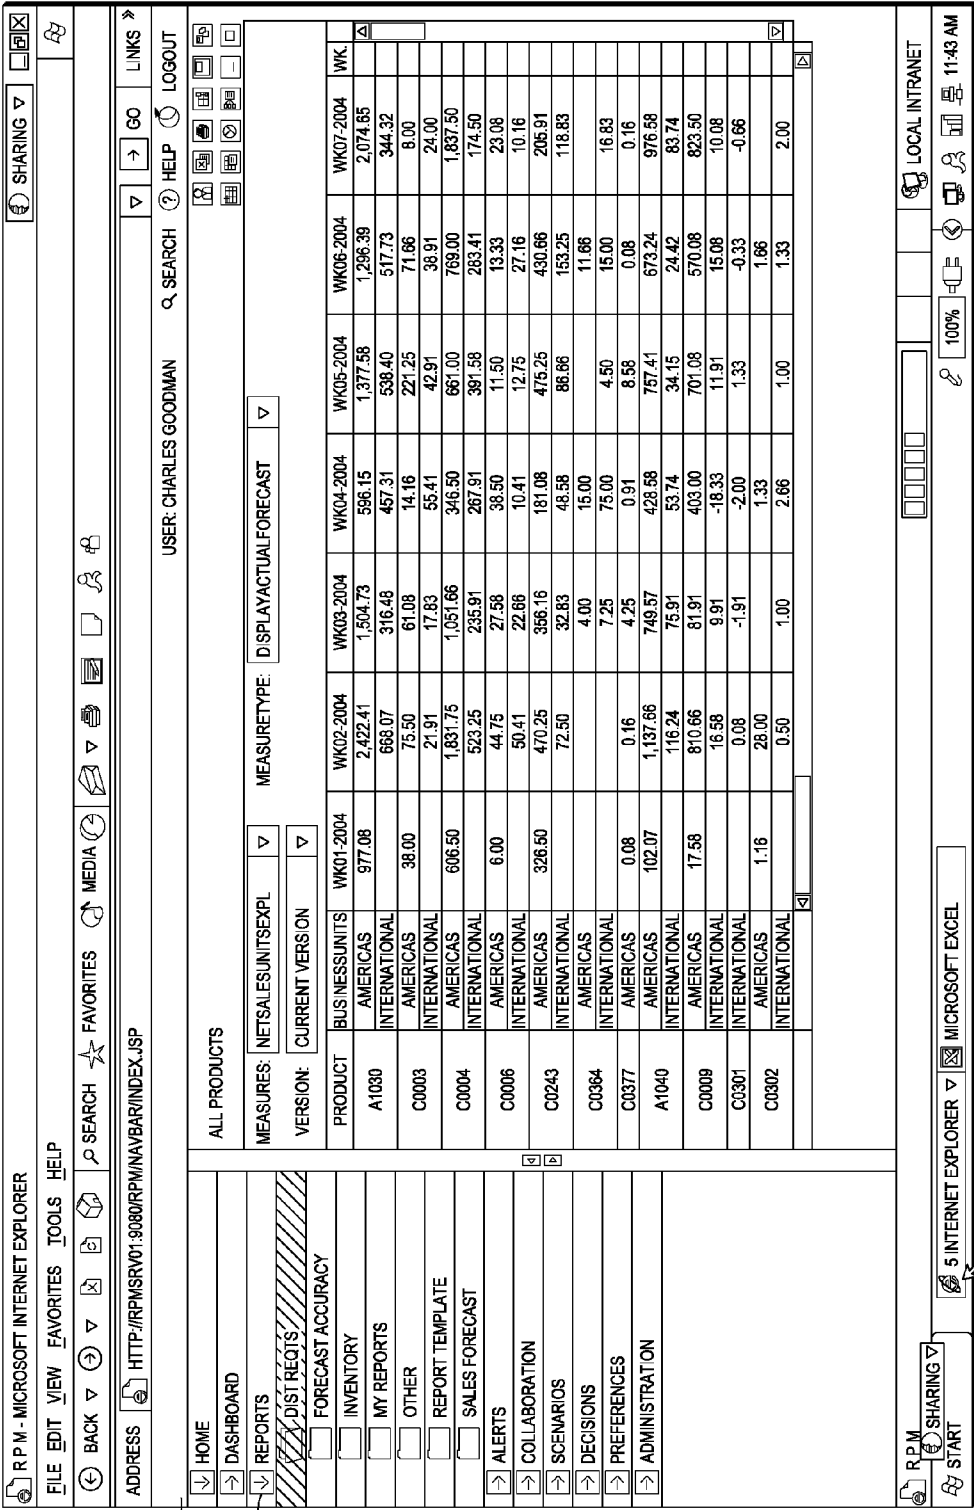 R P M - MICROSOFT INTERNET EXPLORER
SHARING
FILE EDIT VIEW FAVORITES TOOLS HELP
BACK SEARCH FAVORITES MEDIA
ADDRESS HTTP://RPMSRV01:9080/RPM/NAVBAR/INDEX.JSP GO LINKS »
USER: CHARLES GOODMAN SEARCH ? HELP LOGOUT
HOME
DASHBOARD
REPORTS
DIST REQTS
FORECAST ACCURACY
INVENTORY
MY REPORTS
OTHER
REPORT TEMPLATE
SALES FORECAST
ALERTS
COLLABORATION
SCENARIOS
DECISIONS
PREFERENCES
ADMINISTRATION
ALL PRODUCTS
MEASURES: NETSALESUNITSEXPL MEASURETYPE: DISPLAYACTUALFORECAST
VERSION: CURRENT VERSION
PRODUCT BUSINESSUNITS WK01-2004 WK02-2004 WK03-2004 WK04-2004 WK05-2004 WK06-2004 WK07-2004 WK.
A1030 AMERICAS 977.08 2,422.41 1,504.73 596.15 1,377.58 1,296.39 2,074.65
INTERNATIONAL 668.07 316.48 457.31 538.40 517.73 344.32
C0003 AMERICAS 38.00 75.50 61.08 14.16 221.25 71.66 8.00
INTERNATIONAL 21.91 17.83 55.41 42.91 38.91 24.00
C0004 AMERICAS 606.50 1,831.75 1,051.66 346.50 661.00 769.00 1,837.50
INTERNATIONAL 523.25 235.91 267.91 391.58 283.41 174.50
C0006 AMERICAS 6.00 44.75 27.58 38.50 11.50 13.33 23.08
INTERNATIONAL 50.41 22.66 10.41 12.75 27.16 10.16
C0243 AMERICAS 326.50 470.25 356.16 181.08 475.25 430.66 205.91
INTERNATIONAL 72.50 32.83 48.58 86.66 153.25 118.83
C0364 AMERICAS 4.00 15.00 11.66
INTERNATIONAL 7.25 75.00 4.50 15.00 16.83
C0377 AMERICAS 0.08 0.16 4.25 0.91 8.58 0.08 0.16
A1040 AMERICAS 102.07 1,137.66 749.57 428.58 757.41 673.24 976.58
INTERNATIONAL 116.24 75.91 53.74 34.15 24.42 83.74
C0009 AMERICAS 17.58 810.66 81.91 403.00 701.08 570.08 823.50
INTERNATIONAL 16.58 9.91 -18.33 11.91 15.08 10.08
C0301 INTERNATIONAL 0.08 -1.91 -2.00 1.33 -0.33 -0.66
C0302 AMERICAS 1.16 28.00 1.33 1.66
INTERNATIONAL 0.50 1.00 2.66 1.00 1.33 2.00
R P M LOCAL INTRANET
SHARING
START 5 INTERNET EXPLORER MICROSOFT EXCEL 100% 11:43 AM